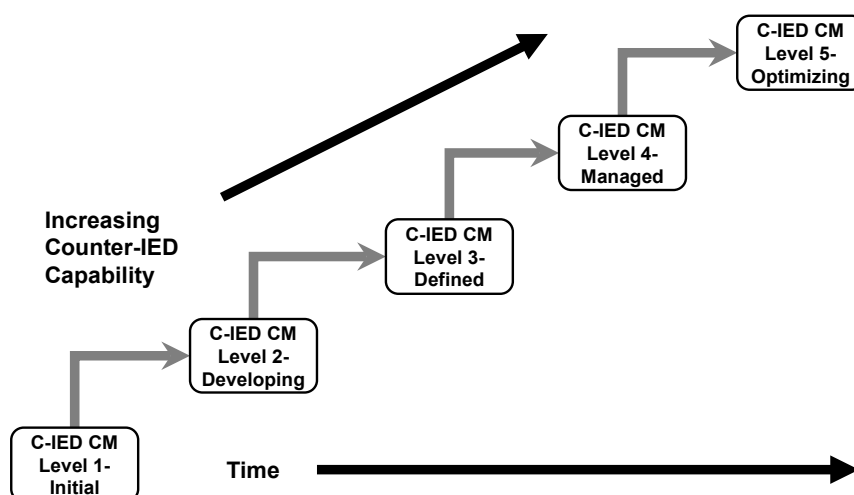 C-IED CM
Level 5-
Optimizing
C-IED CM
Level 4-
Managed
Increasing
Counter-IED
Capability
C-IED CM
Level 3-
Defined
C-IED CM
Level 2-
Developing
C-IED CM
Level 1-
Initial
Time